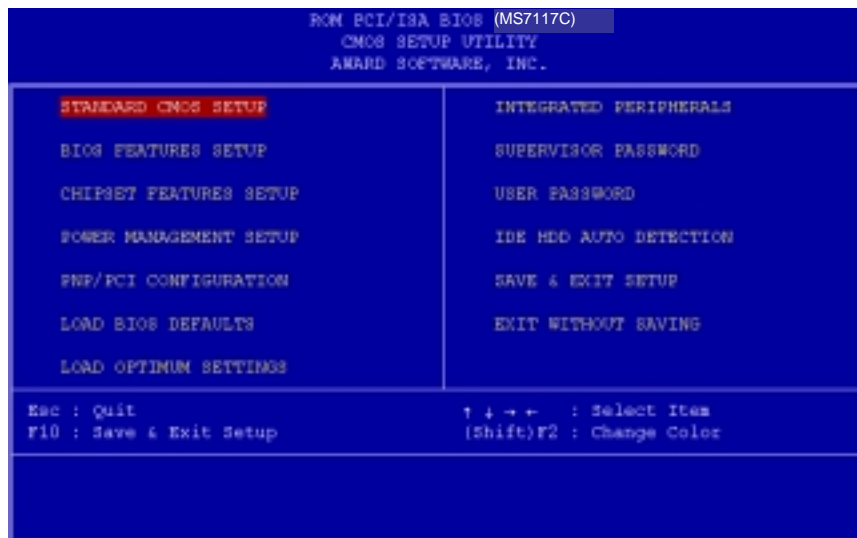 ROM PCI/ISA BIOS (MS7117C)
CMOS SETUP UTILITY
AWARD SOFTWARE, INC.
STANDARD CMOS SETUP
BIOS FEATURES SETUP
CHIPSET FEATURES SETUP
POWER MANAGEMENT SETUP
PNP/PCI CONFIGURATION
LOAD BIOS DEFAULTS
LOAD OPTIMUM SETTINGS
INTEGRATED PERIPHERALS
SUPERVISOR PASSWORD
USER PASSWORD
IDE HDD AUTO DETECTION
SAVE & EXIT SETUP
EXIT WITHOUT SAVING
Esc : Quit
F10 : Save & Exit Setup
↑ ↓ → ← : Select Item
(Shift)F2 : Change Color